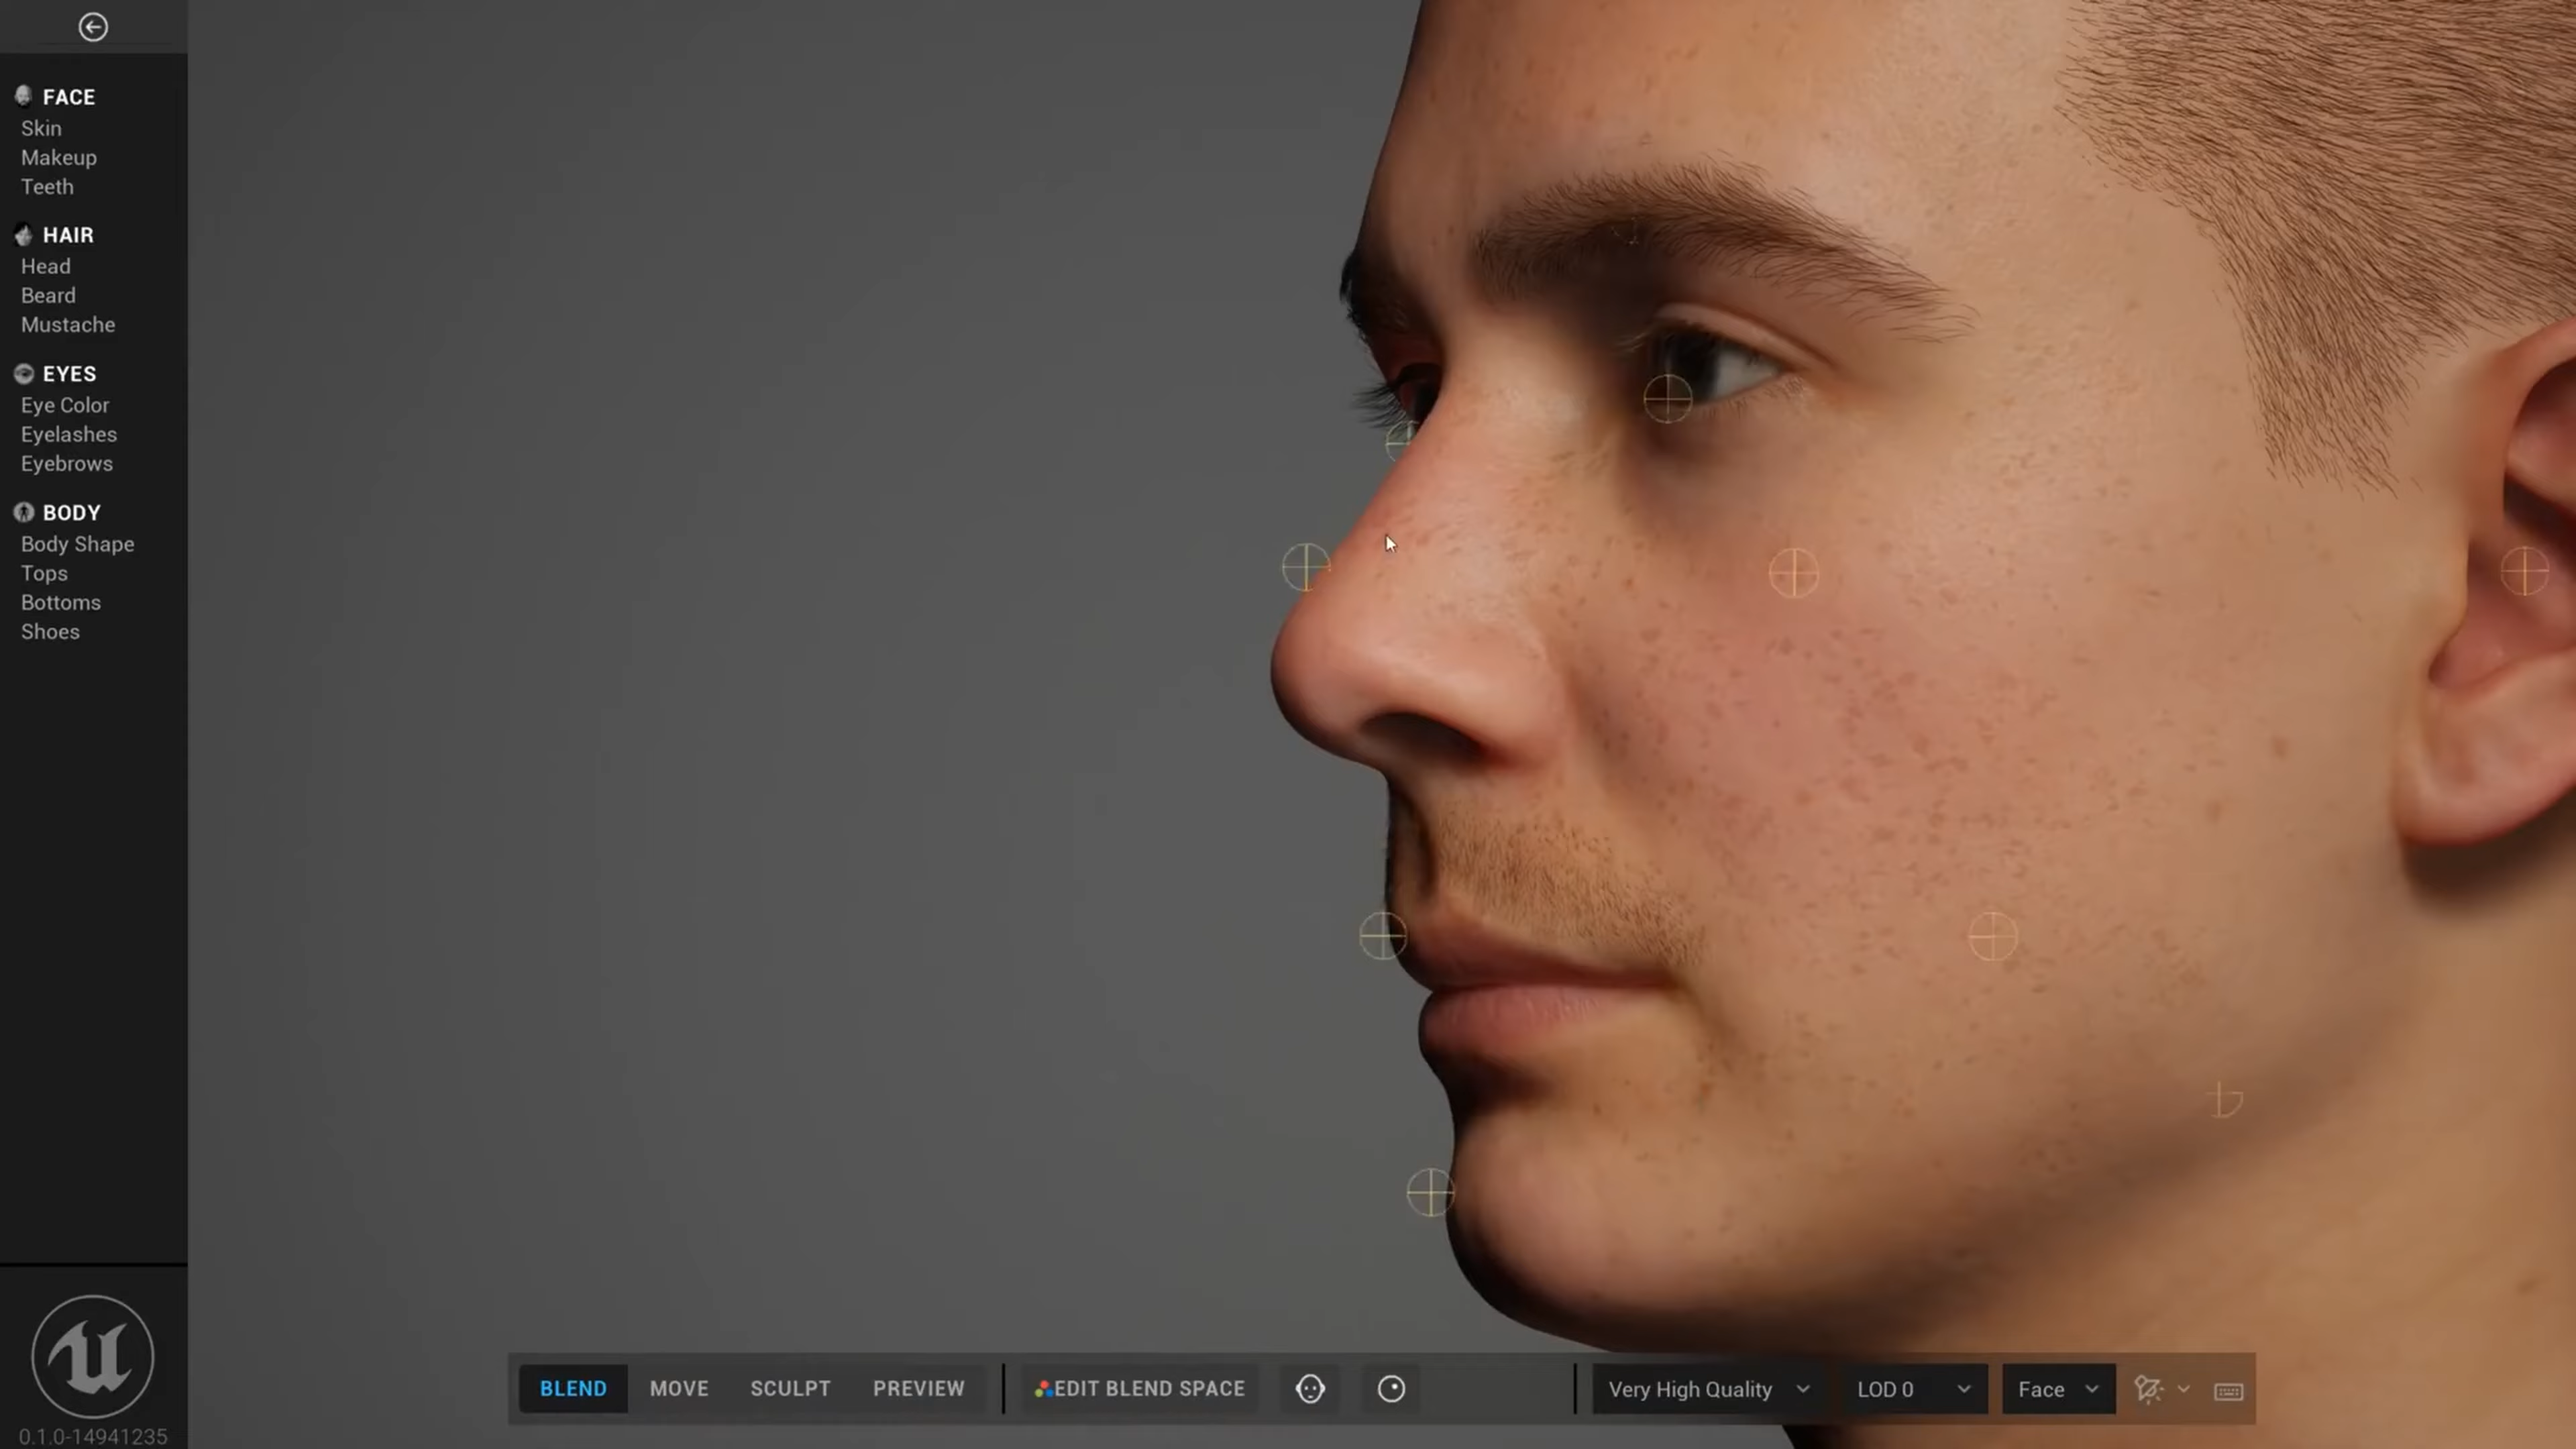 FACE
Skin
Makeup
Teeth
HAIR
Head
Beard
Mustache
EYES
Eye Color
Eyelashes
Eyebrows
BODY
Body Shape
Tops
Bottoms
Shoes
0.1.0-14941235
BLEND MOVE SCULPT PREVIEW EDIT BLEND SPACE Very High Quality LOD 0 Face